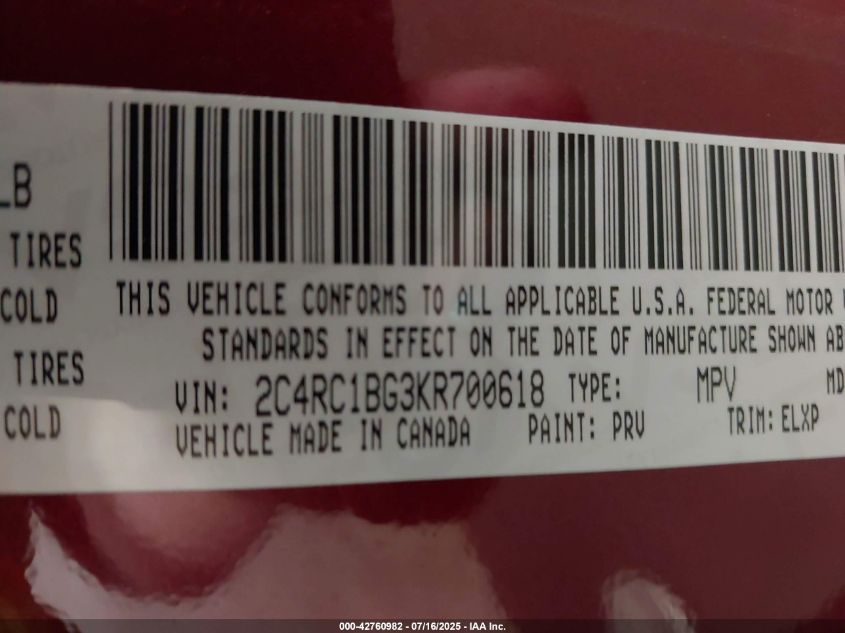 LB
TIRES
COLD
TIRES
COLD
THIS VEHICLE CONFORMS TO ALL APPLICABLE U.S.A. FEDERAL MOTOR
STANDARDS IN EFFECT ON THE DATE OF MANUFACTURE SHOWN AB
VIN: 2C4RC1BG3KR700618 TYPE: MPV MD
VEHICLE MADE IN CANADA PAINT: PRV TRIM: ELXP
000-42760982 - 07/16/2025 - IAA Inc.